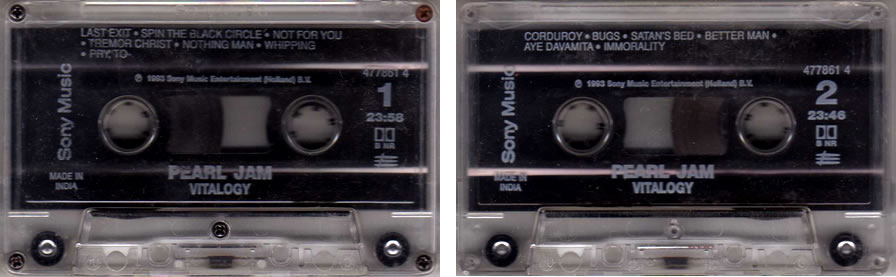 LAST EXIT • SPIN THE BLACK CIRCLE • NOT FOR YOU
• TREMOR CHRIST • NOTHING MAN • WHIPPING
• PRY, TO-
477861 4
℗ 1993 Sony Music Entertainment (Holland) B.V.
Sony Music
1
23:58
B NR
PEARL JAM
VITALOGY
MADE IN
INDIA
CORDUROY • BUGS • SATAN'S BED • BETTER MAN •
AYE DAVAMITA • IMMORALITY
477861 4
℗ 1993 Sony Music Entertainment (Holland) B.V.
Sony Music
2
23:46
B NR
PEARL JAM
VITALOGY
MADE IN
INDIA